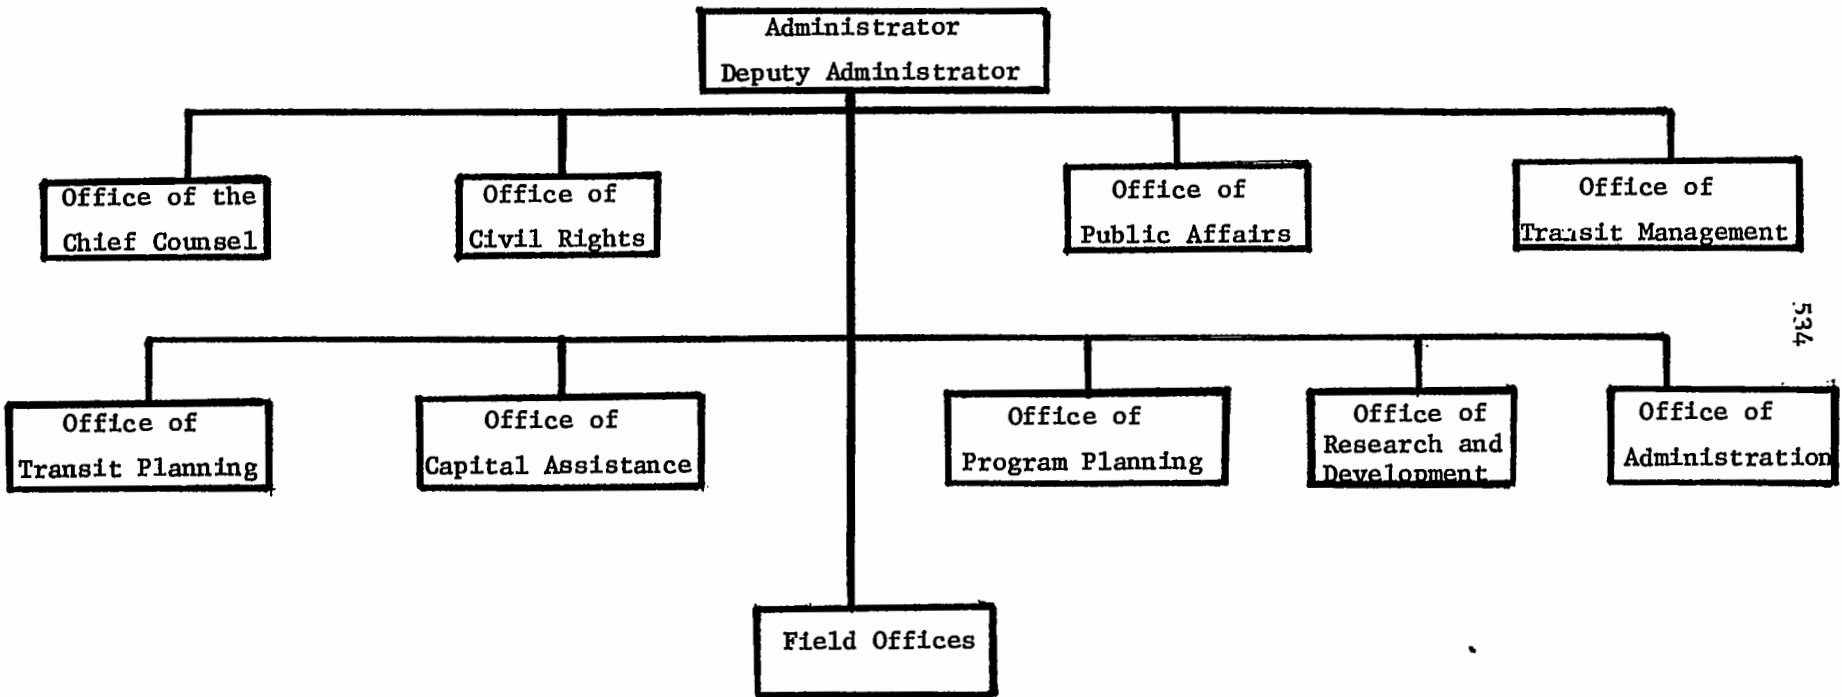 Administrator
Deputy Administrator
Office of the
Chief Counsel
Office of
Civil Rights
Office of
Public Affairs
Office of
Transit Management
534
Office of
Transit Planning
Office of
Capital Assistance
Office of
Program Planning
Office of
Research and
Development
Office of
Administration
Field Offices